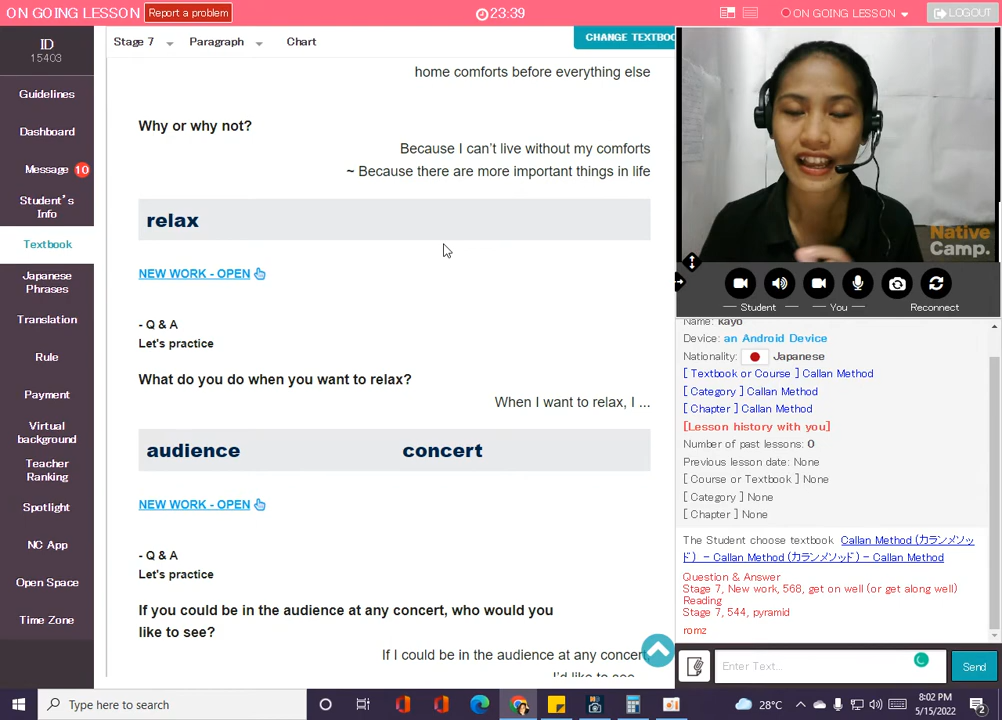 ON GOING LESSON Report a problem 23:39 ON GOING LESSON LOGOUT
ID
15403
Guidelines
Dashboard
Message 10
Student's
Info
Textbook
Japanese
Phrases
Translation
Rule
Payment
Virtual
background
Teacher
Ranking
Spotlight
NC App
Open Space
Time Zone
Stage 7 Paragraph Chart CHANGE TEXTBOO
home comforts before everything else
Why or why not?
Because I can't live without my comforts
~ Because there are more important things in life
relax
NEW WORK - OPEN
- Q & A
Let's practice
What do you do when you want to relax?
When I want to relax, I ...
audience concert
NEW WORK - OPEN
- Q & A
Let's practice
If you could be in the audience at any concert, who would you
like to see?
If I could be in the audience at any concert,
I'd like to see
Native
Camp.
Student You Reconnect
Name: kayo
Device: an Android Device
Nationality: Japanese
[ Textbook or Course ] Callan Method
[ Category ] Callan Method
[ Chapter ] Callan Method
[Lesson history with you]
Number of past lessons: 0
Previous lesson date: None
[ Course or Textbook ] None
[ Category ] None
[ Chapter ] None
The Student choose textbook Callan Method (カランメソッ
ド) - Callan Method (カランメソッド) - Callan Method
Question & Answer
Stage 7, New work, 568, get on well (or get along well)
Reading
Stage 7, 544, pyramid
romz
Enter Text... Send
Type here to search 28°C 8:02 PM
5/15/2022 2